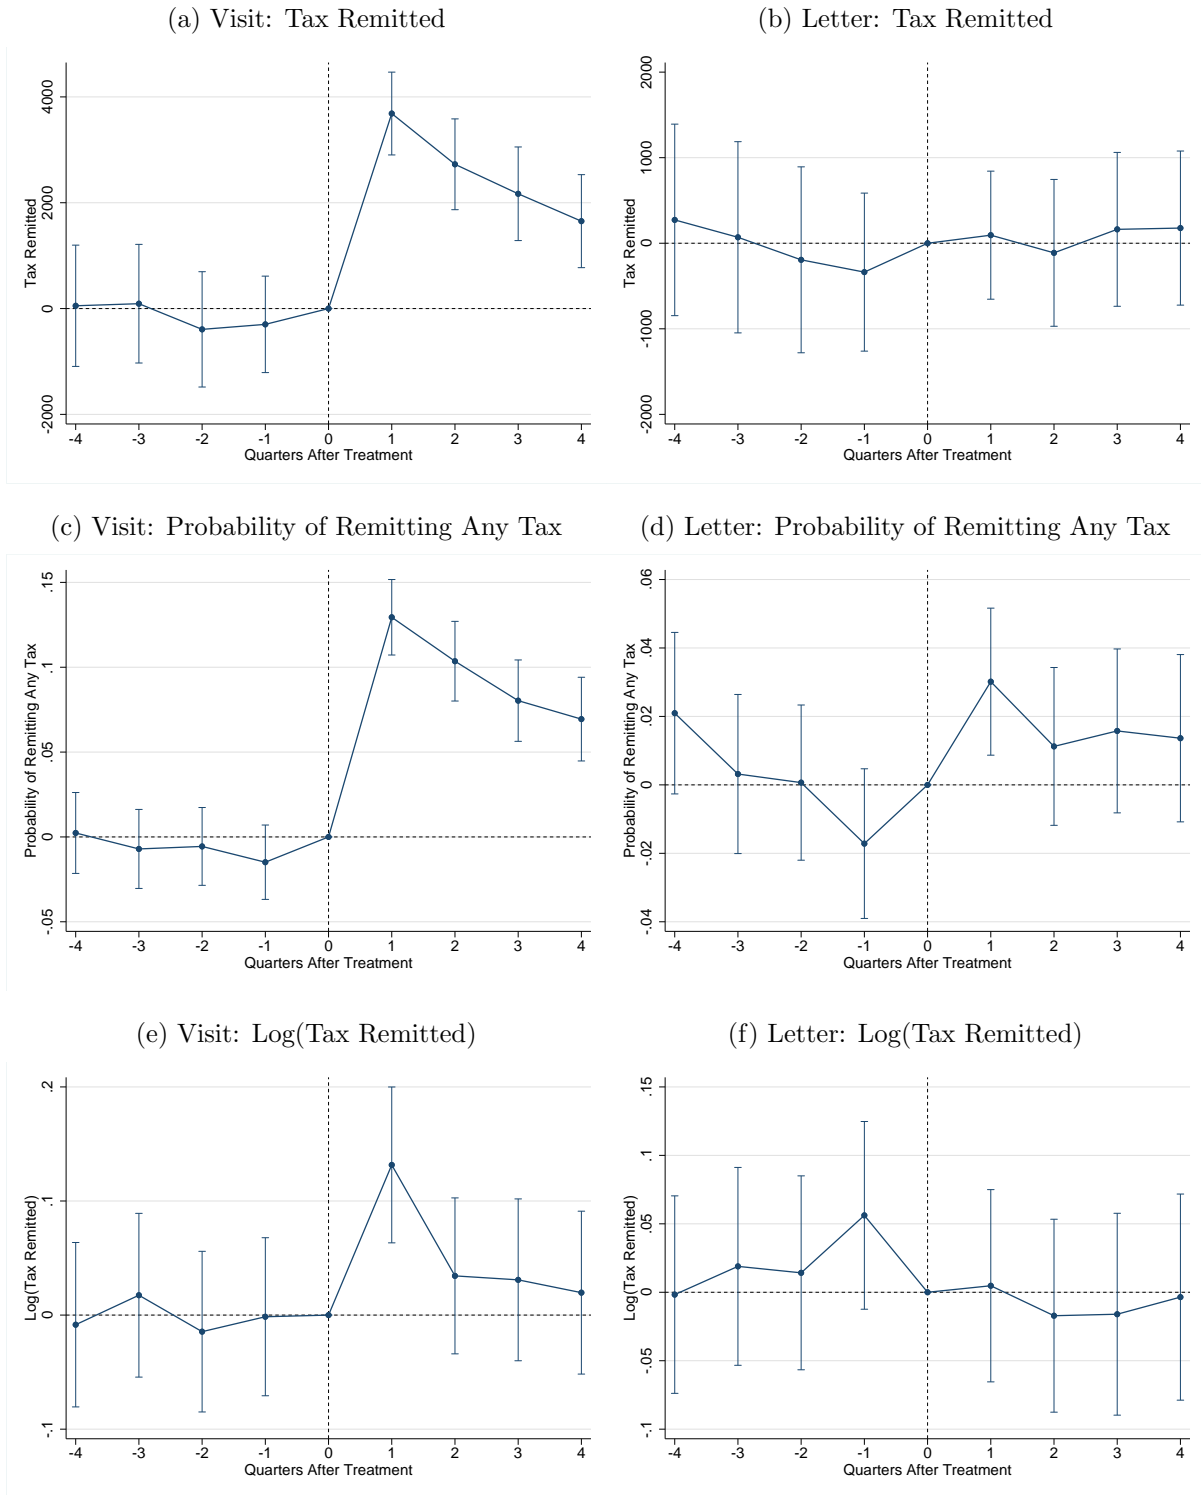 (a) Visit: Tax Remitted
Tax Remitted
4000
2000
0
-2000
-4 -3 -2 -1 0 1 2 3 4
Quarters After Treatment
(b) Letter: Tax Remitted
Tax Remitted
2000
1000
0
-1000
-2000
-4 -3 -2 -1 0 1 2 3 4
Quarters After Treatment
(c) Visit: Probability of Remitting Any Tax
Probability of Remitting Any Tax
.15
.1
.05
0
-.05
-4 -3 -2 -1 0 1 2 3 4
Quarters After Treatment
(d) Letter: Probability of Remitting Any Tax
Probability of Remitting Any Tax
.06
.04
.02
0
-.02
-.04
-4 -3 -2 -1 0 1 2 3 4
Quarters After Treatment
(e) Visit: Log(Tax Remitted)
Log(Tax Remitted)
.2
.1
0
-.1
-4 -3 -2 -1 0 1 2 3 4
Quarters After Treatment
(f) Letter: Log(Tax Remitted)
Log(Tax Remitted)
.15
.1
.05
0
-.05
-.1
-4 -3 -2 -1 0 1 2 3 4
Quarters After Treatment